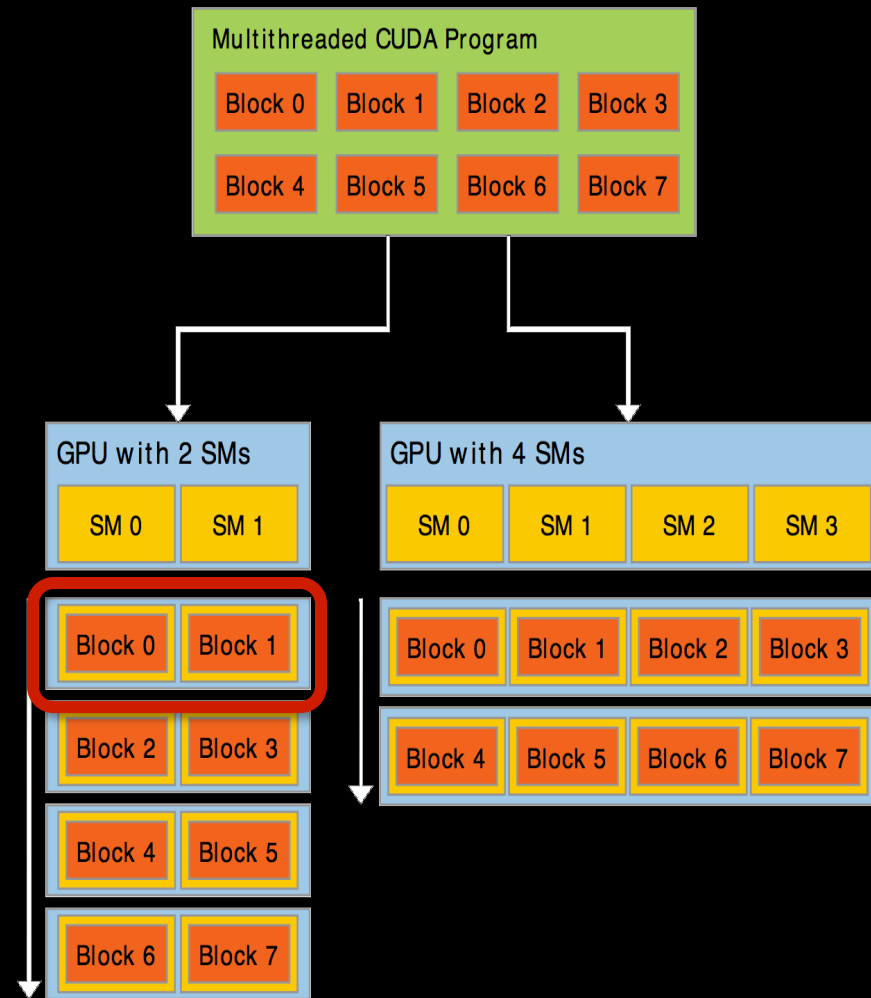 Multithreaded CUDA Program
Block 0 Block 1 Block 2 Block 3
Block 4 Block 5 Block 6 Block 7
GPU with 2 SMs
SM 0 SM 1
Block 0 Block 1
Block 2 Block 3
Block 4 Block 5
Block 6 Block 7
GPU with 4 SMs
SM 0 SM 1 SM 2 SM 3
Block 0 Block 1 Block 2 Block 3
Block 4 Block 5 Block 6 Block 7